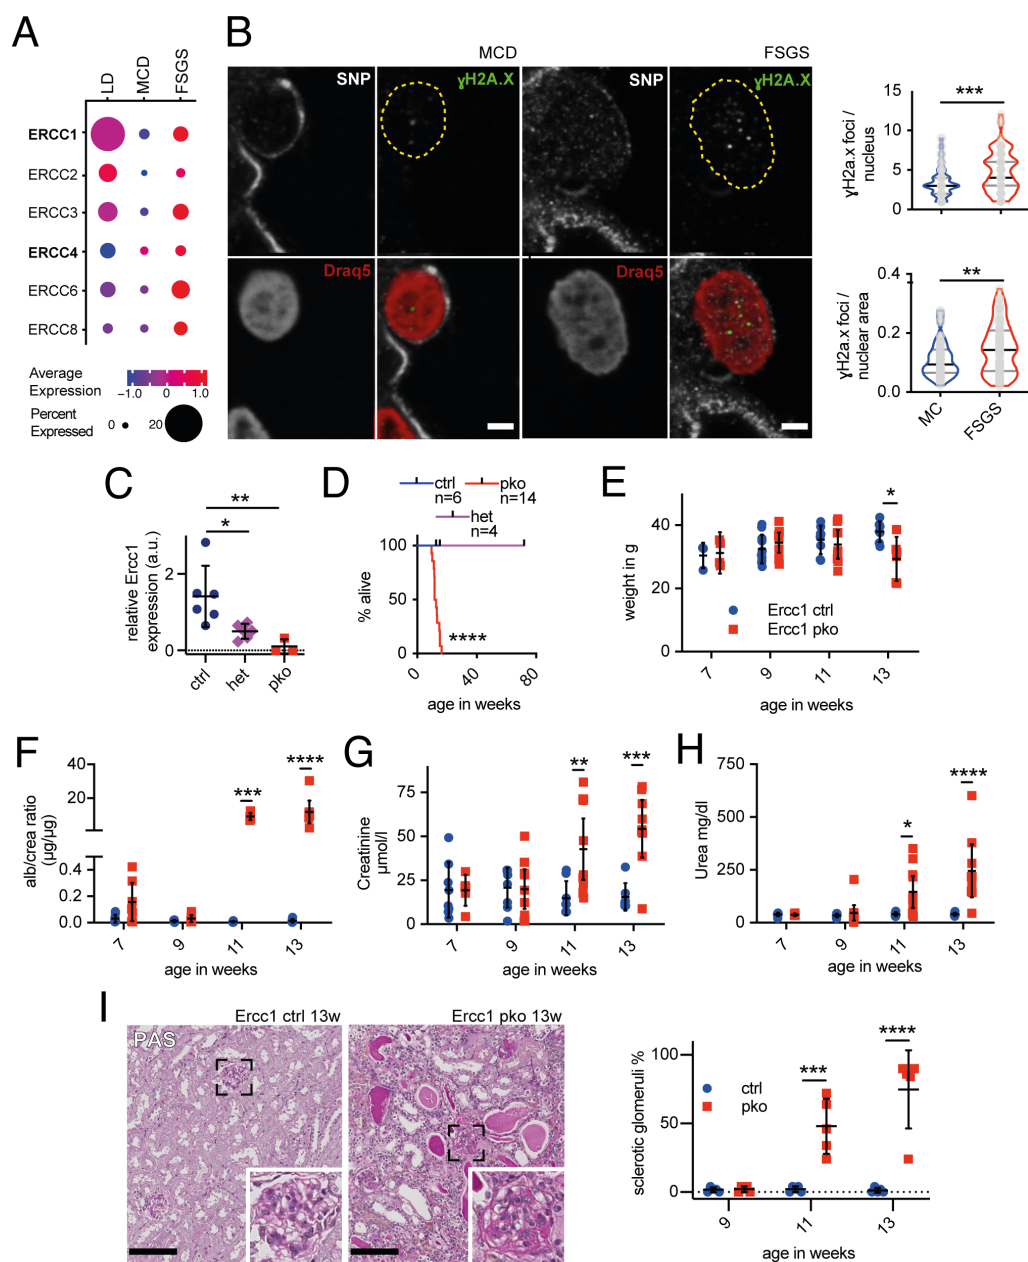 A
LD
MCD
FSGS
ERCC1
ERCC2
ERCC3
ERCC4
ERCC6
ERCC8
Average
Expression
−1.0 0 1.0
Percent
Expressed
0 20
B
MCD
FSGS
SNP
ɣH2A.X
SNP
ɣH2A.X
Draq5
Draq5
ɣH2a.x foci /
nucleus
15
10
5
0
***
ɣH2a.x foci /
nuclear area
0.4
0.2
0.0
**
MC
FSGS
C
relative Ercc1
expression (a.u.)
2
0
**
*
ctrl
het
pko
D
ctrl
n=6
pko
n=14
het
n=4
% alive
100
50
0
****
0 40 80
age in weeks
E
weight in g
40
20
0
*
Ercc1 ctrl
Ercc1 pko
7 9 11 13
age in weeks
F
alb/crea ratio
(µg/µg)
40
20
0.4
0.2
0.0
***
****
7 9 11 13
age in weeks
G
Creatinine
µmol/l
75
50
25
0
**
***
7 9 11 13
age in weeks
H
Urea mg/dl
750
500
250
0
*
****
7 9 11 13
age in weeks
I
Ercc1 ctrl 13w
Ercc1 pko 13w
PAS
sclerotic glomeruli %
100
50
0
***
****
ctrl
pko
9 11 13
age in weeks